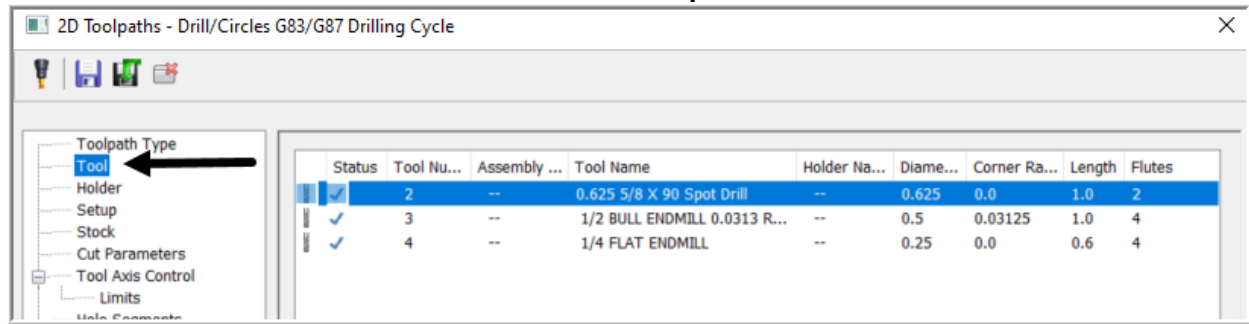 2D Toolpaths - Drill/Circles G83/G87 Drilling Cycle
Toolpath Type
Tool
Holder
Setup
Stock
Cut Parameters
Tool Axis Control
Limits
Status Tool Nu... Assembly ... Tool Name Holder Na... Diame... Corner Ra... Length Flutes
2 -- 0.625 5/8 X 90 Spot Drill -- 0.625 0.0 1.0 2
3 -- 1/2 BULL ENDMILL 0.0313 R... -- 0.5 0.03125 1.0 4
4 -- 1/4 FLAT ENDMILL -- 0.25 0.0 0.6 4